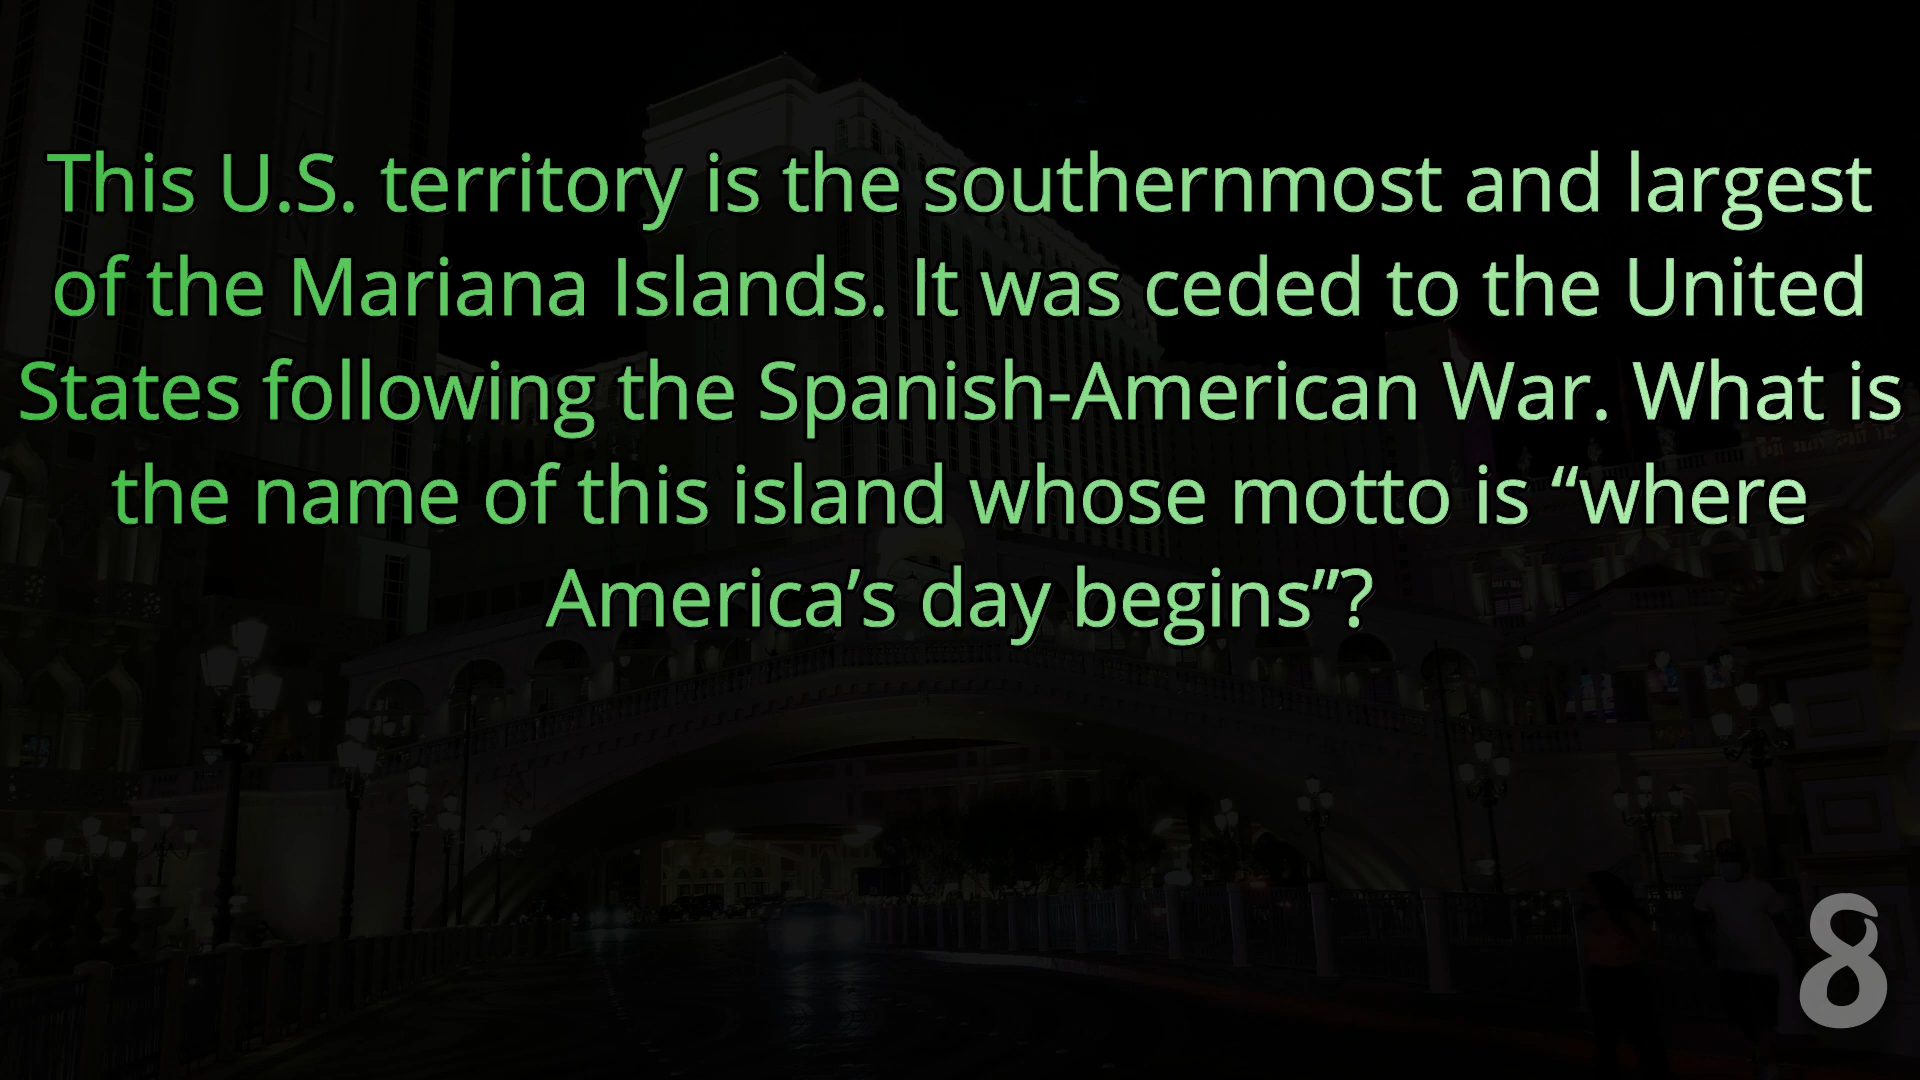 This U.S. territory is the southernmost and largest
of the Mariana Islands. It was ceded to the United
States following the Spanish-American War. What is
the name of this island whose motto is “where
America’s day begins”?
8